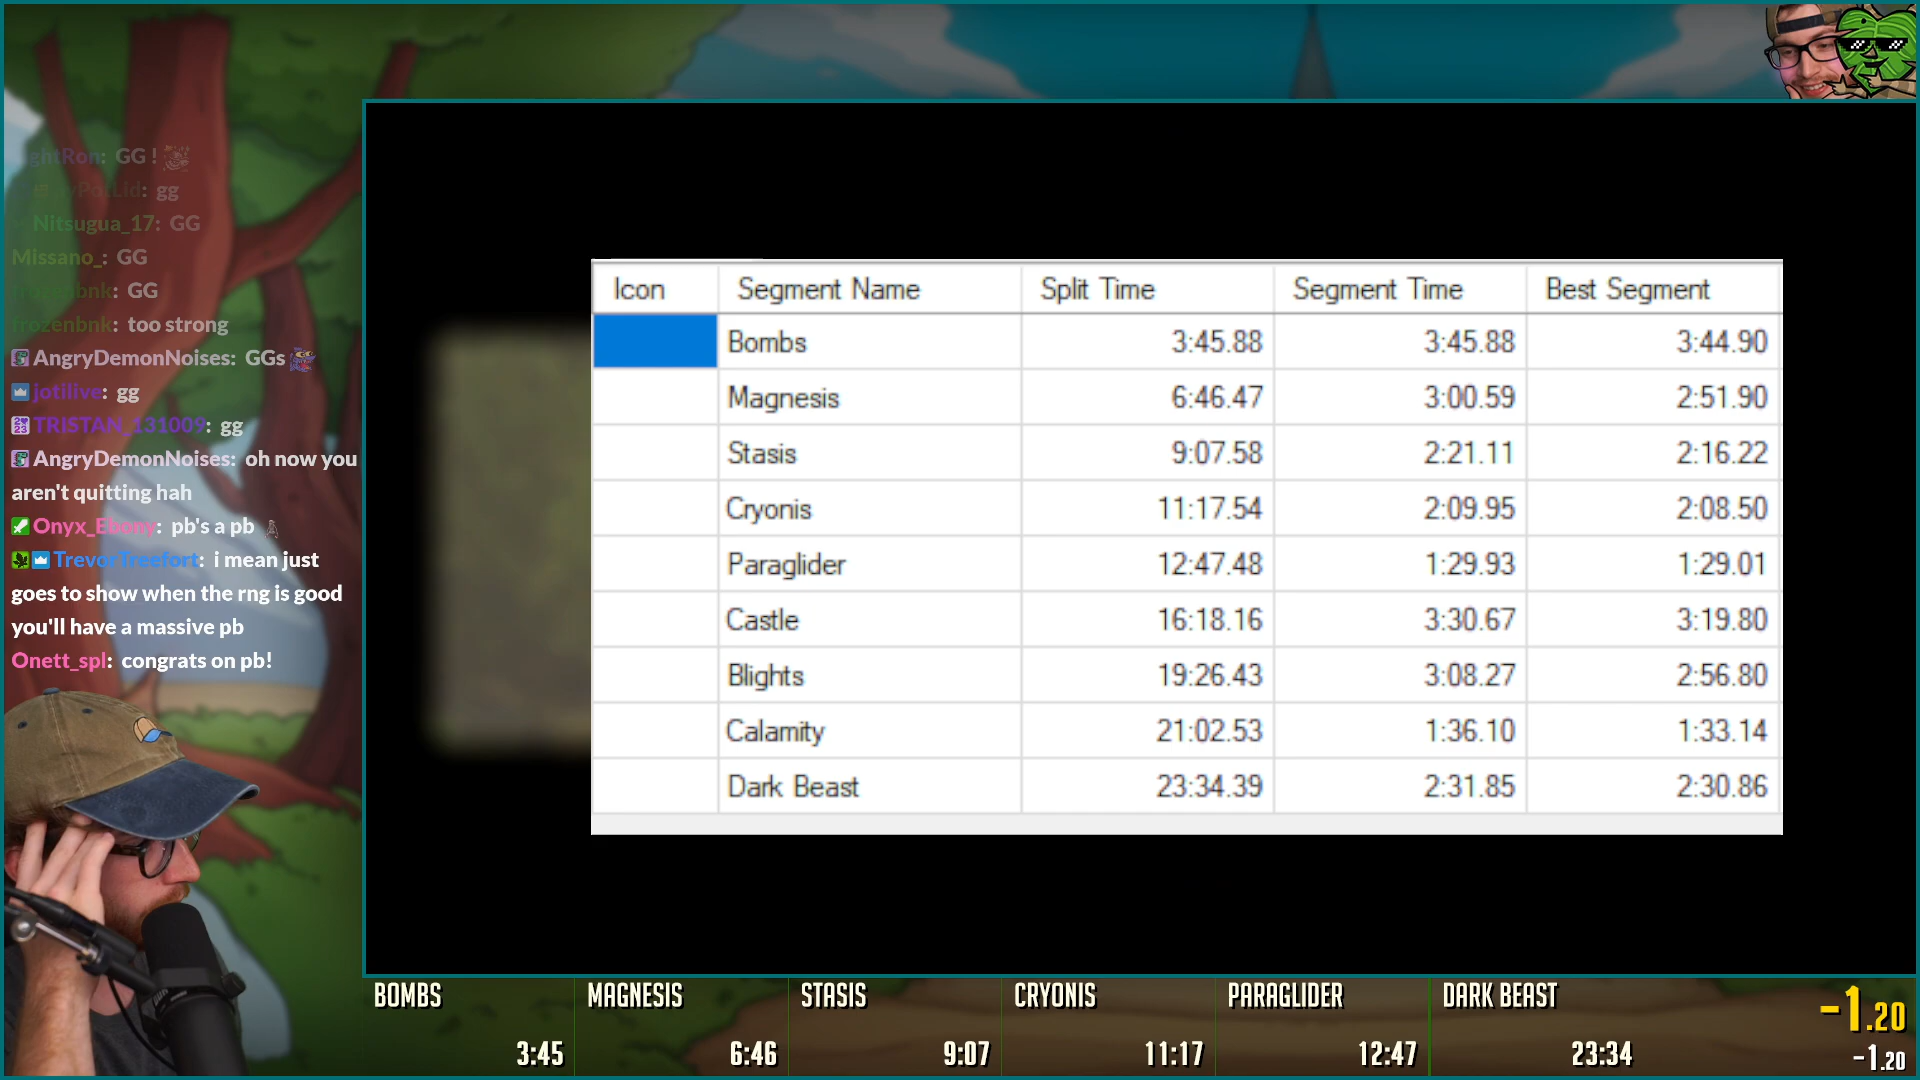 GG !
gg
Nitsugua_17: GG
Missano_: GG
frozenbnk: GG
frozenbnk: too strong
AngryDemonNoises: GGs
jotilive: gg
TRISTAN_131009: gg
AngryDemonNoises: oh now you
aren't quitting hah
Onyx_Ebony: pb's a pb
TrevorTreefort: i mean just
goes to show when the rng is good
you'll have a massive pb
Onett_spl: congrats on pb!
Icon Segment Name Split Time Segment Time Best Segment
Bombs 3:45.88 3:45.88 3:44.90
Magnesis 6:46.47 3:00.59 2:51.90
Stasis 9:07.58 2:21.11 2:16.22
Cryonis 11:17.54 2:09.95 2:08.50
Paraglider 12:47.48 1:29.93 1:29.01
Castle 16:18.16 3:30.67 3:19.80
Blights 19:26.43 3:08.27 2:56.80
Calamity 21:02.53 1:36.10 1:33.14
Dark Beast 23:34.39 2:31.85 2:30.86
BOMBS MAGNESIS STASIS CRYONIS PARAGLIDER DARK BEAST -1.20
3:45 6:46 9:07 11:17 12:47 23:34 -1.20